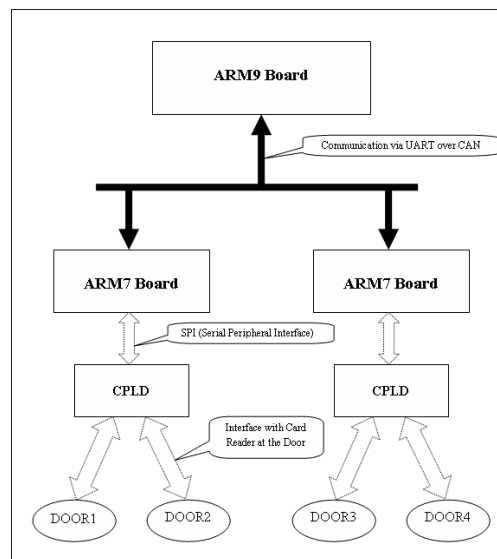 ARM9 Board
Communication via UART over CAN
ARM7 Board
ARM7 Board
SPI (Serial Peripheral Interface)
CPLD
CPLD
Interface with Card
Reader at the Door
DOOR1
DOOR2
DOOR3
DOOR4